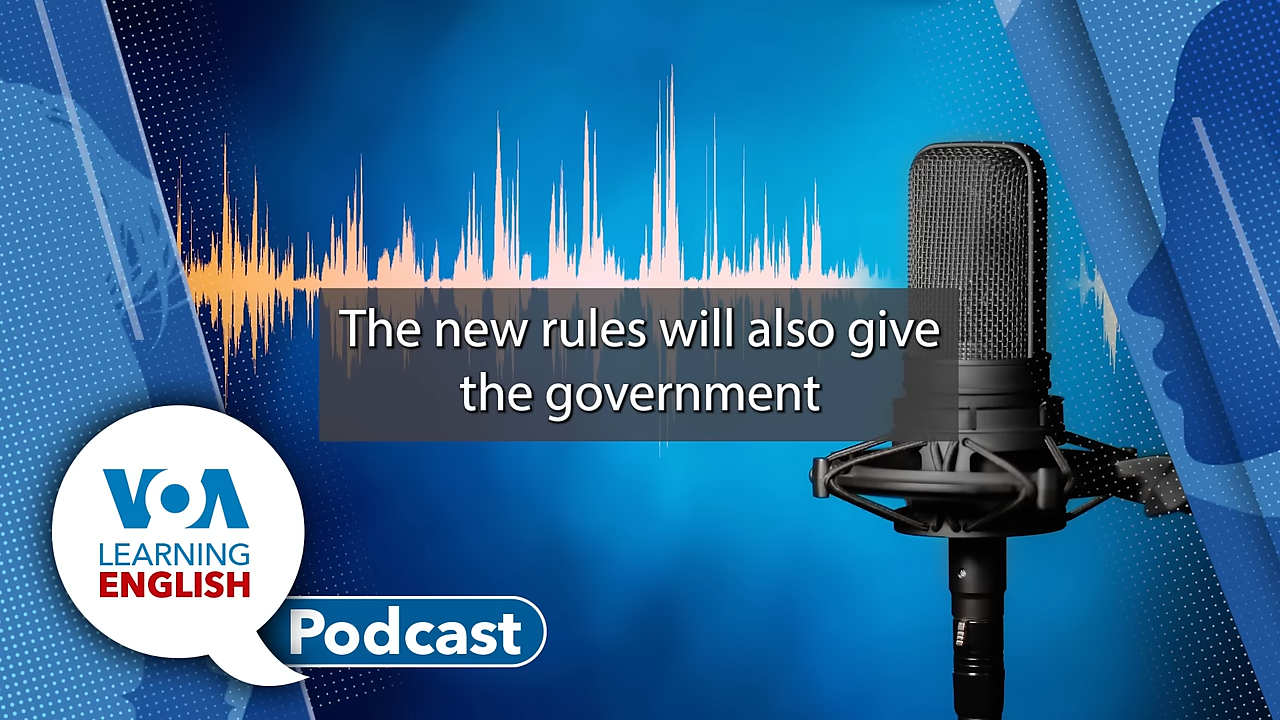 The new rules will also give
the government
VOA
LEARNING
ENGLISH
Podcast